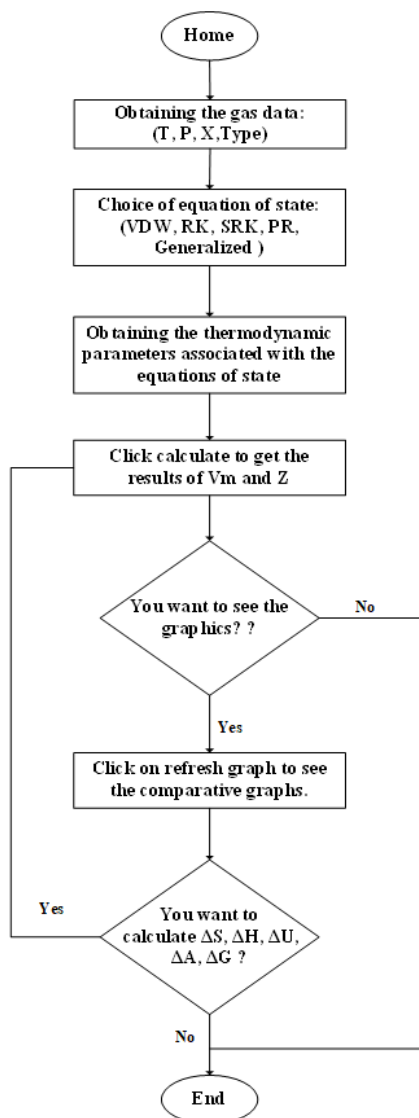 Home
Obtaining the gas data:
(T, P, X,Type)
Choice of equation of state:
(VDW, RK, SRK, PR,
Generalized )
Obtaining the thermodynamic
parameters associated with the
equations of state
Click calculate to get the
results of Vm and Z
You want to see the
graphics? ?
No
Yes
Click on refresh graph to see
the comparative graphs.
Yes
You want to
calculate ΔS, ΔH, ΔU,
ΔA, ΔG ?
No
End